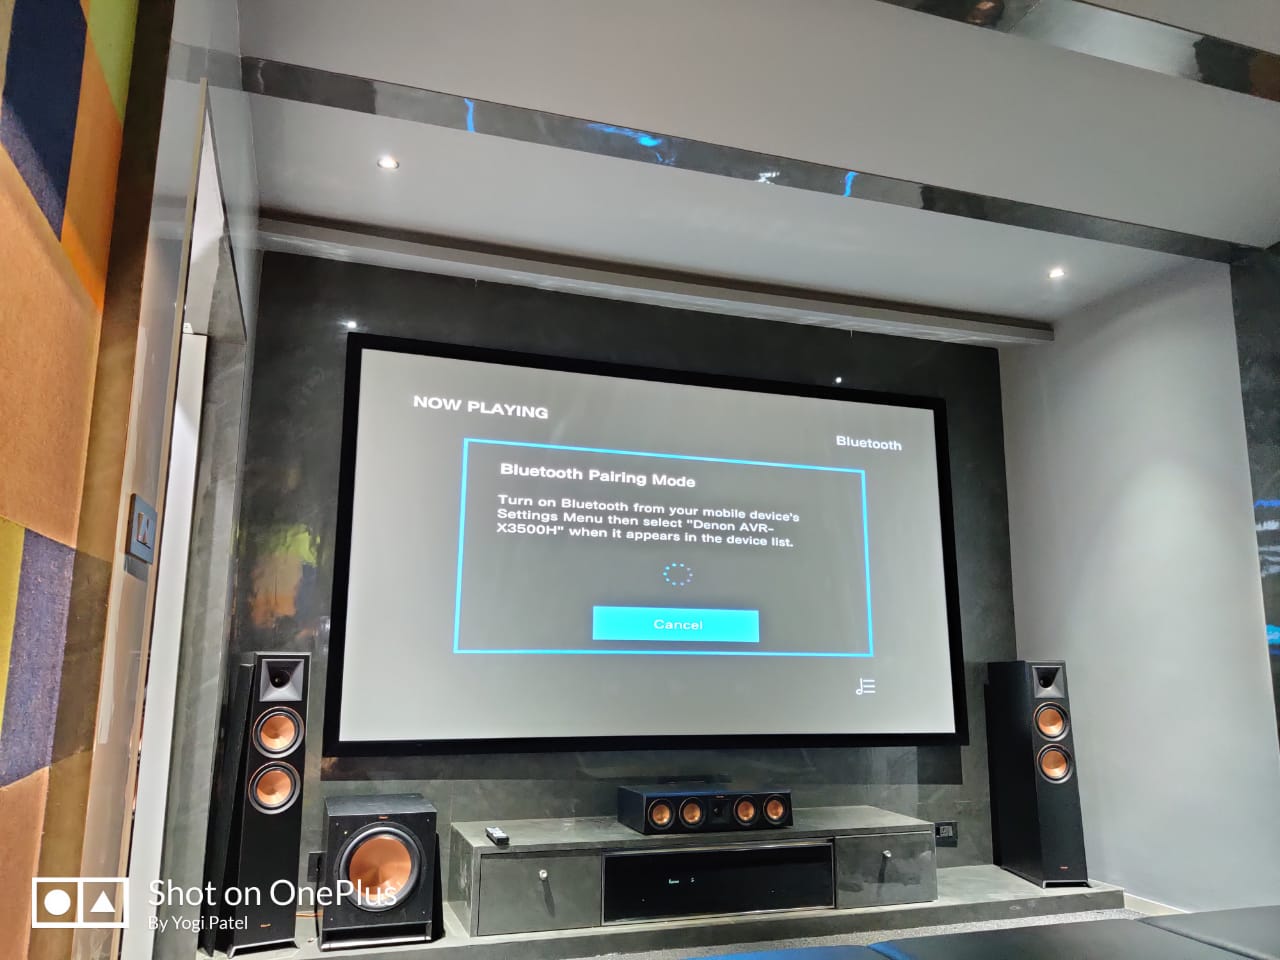 NOW PLAYING
Bluetooth
Bluetooth Pairing Mode
Turn on Bluetooth from your mobile device's
Settings Menu then select "Denon AVR-
X3500H" when it appears in the device list.
Cancel
Shot on OnePlus
By Yogi Patel